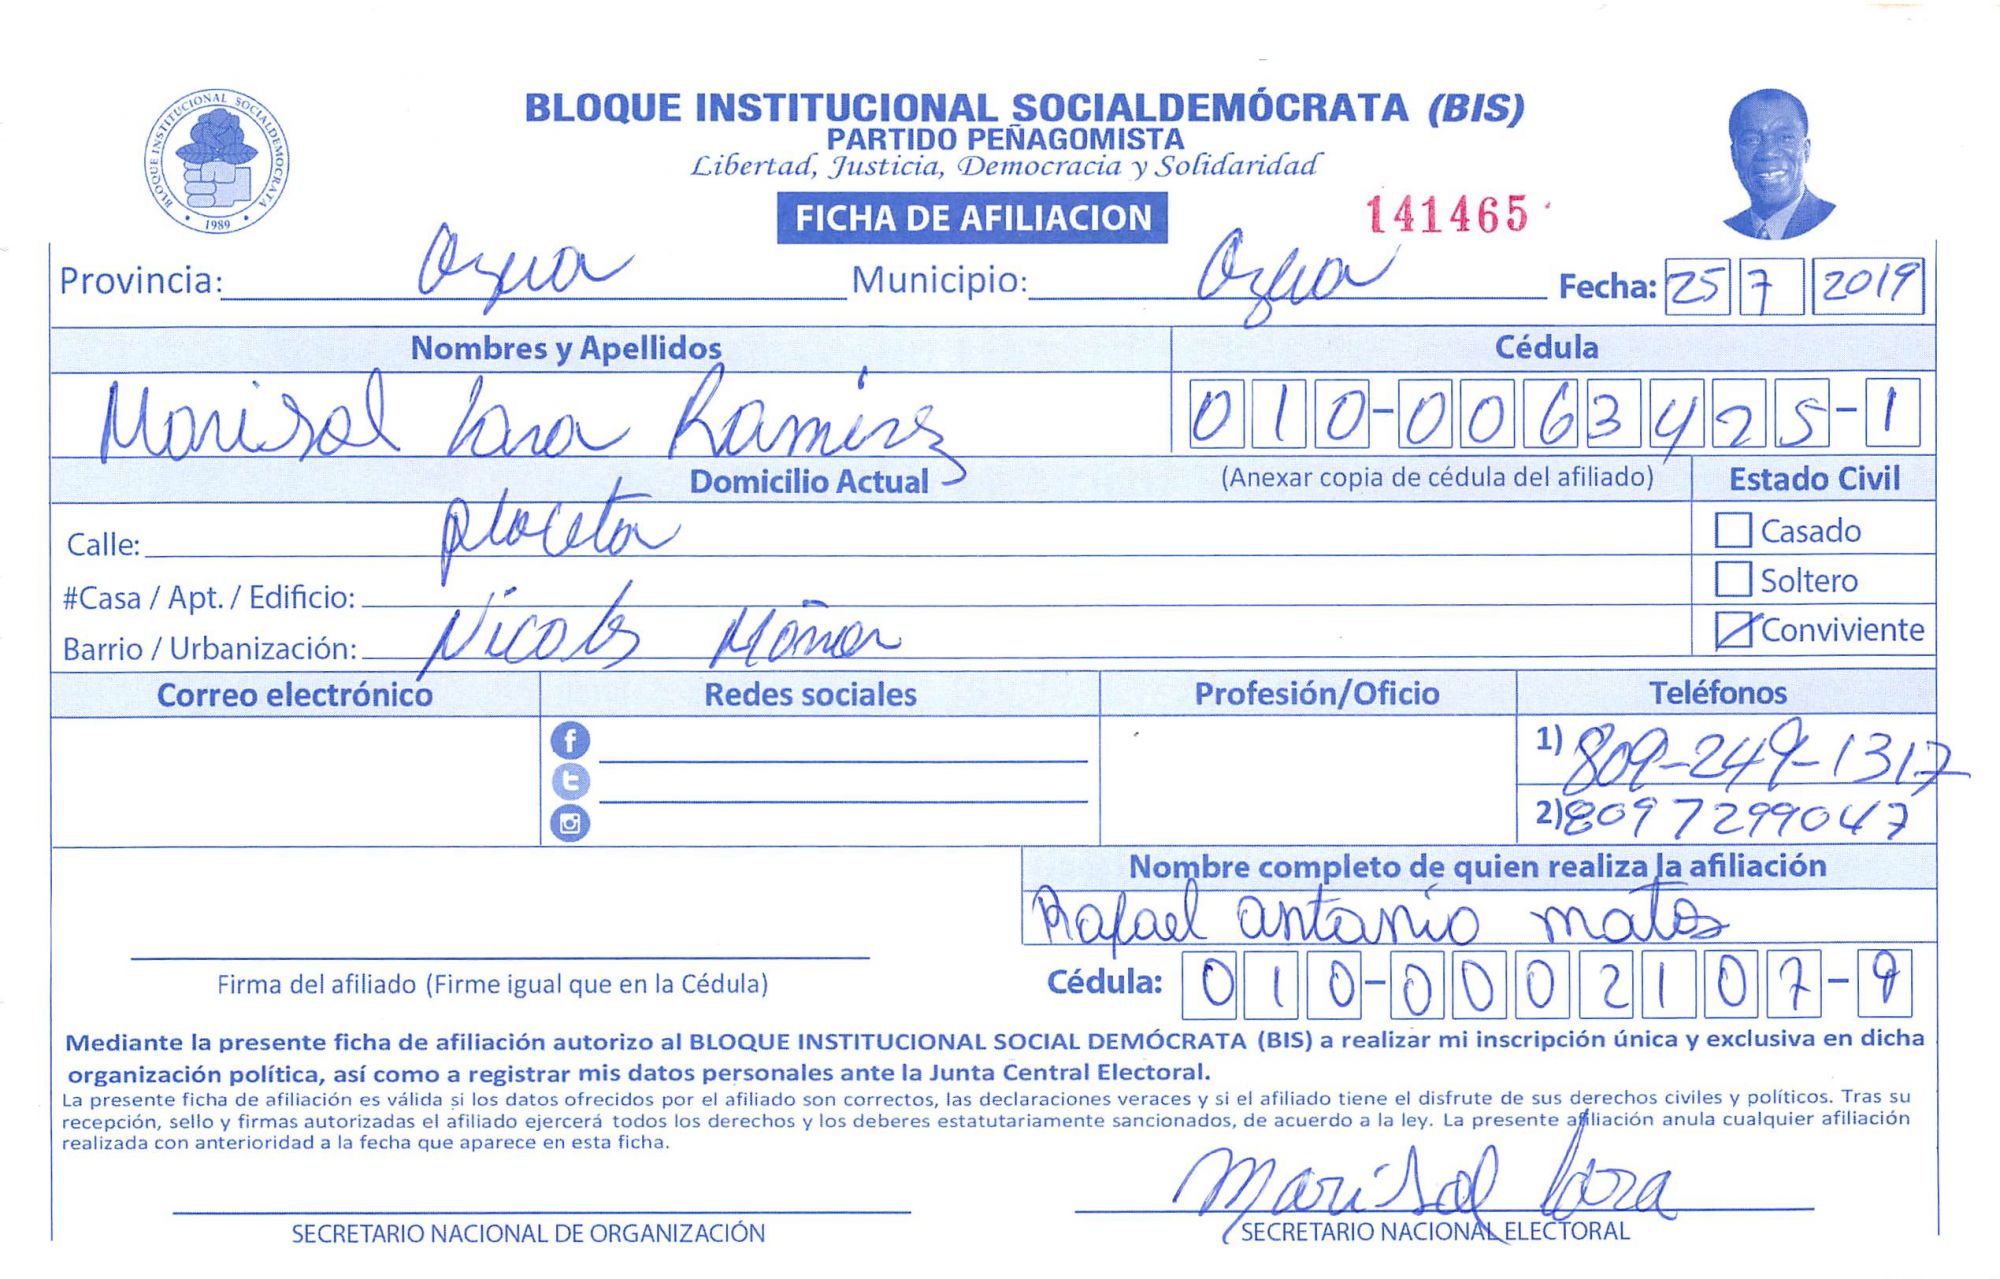 BLOQUE INSTITUCIONAL SOCIALDEMÓCRATA (BIS)
PARTIDO PEÑAGOMISTA
Libertad, Justicia, Democracia y Solidaridad
BLOQUE INSTITUCIONAL SOCIALDEMOCRATA
1989
FICHA DE AFILIACION 141465
Provincia: Azua Municipio: Azua Fecha: 25 7 2019
Nombres y Apellidos Cédula
Marisol Lara Ramirez 010-0063425-1
Domicilio Actual (Anexar copia de cédula del afiliado) Estado Civil
Calle: placeta Casado
#Casa / Apt. / Edificio: Soltero
Barrio / Urbanización: Nicolas Conviviente
Correo electrónico Redes sociales Profesión/Oficio Teléfonos
1) 809-249-1317
2) 8097299047
Nombre completo de quien realiza la afiliación
Rafael antonio matos
Firma del afiliado (Firme igual que en la Cédula) Cédula: 010-0002107-9
Mediante la presente ficha de afiliación autorizo al BLOQUE INSTITUCIONAL SOCIAL DEMÓCRATA (BIS) a realizar mi inscripción única y exclusiva en dicha
organización política, así como a registrar mis datos personales ante la Junta Central Electoral.
La presente ficha de afiliación es válida si los datos ofrecidos por el afiliado son correctos, las declaraciones veraces y si el afiliado tiene el disfrute de sus derechos civiles y políticos. Tras su
recepción, sello y firmas autorizadas el afiliado ejercerá todos los derechos y los deberes estatutariamente sancionados, de acuerdo a la ley. La presente afiliación anula cualquier afiliación
realizada con anterioridad a la fecha que aparece en esta ficha.
Marisol Lara
SECRETARIO NACIONAL DE ORGANIZACIÓN SECRETARIO NACIONAL ELECTORAL